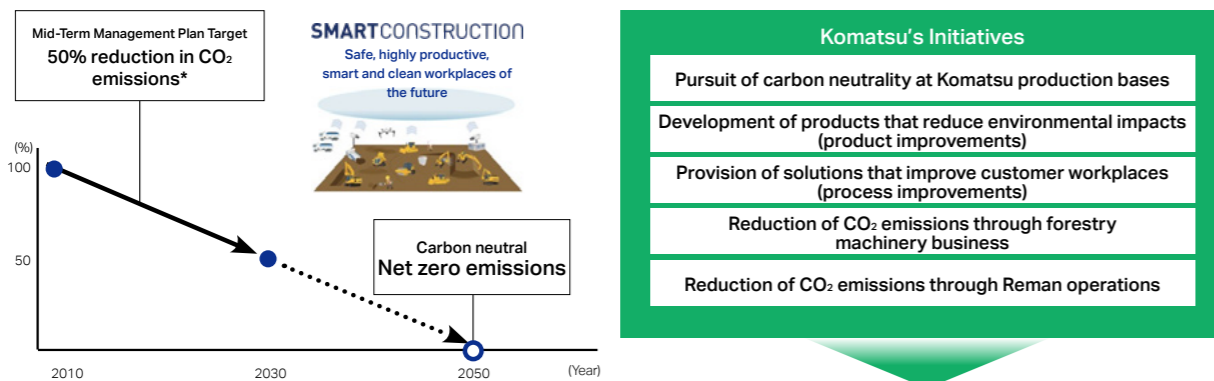 Mid-Term Management Plan Target
50% reduction in CO₂
emissions*
SMARTCONSTRUCTION
Safe, highly productive,
smart and clean workplaces of
the future
(%)
100
50
Carbon neutral
Net zero emissions
2010
2030
2050
(Year)
Komatsu's Initiatives
Pursuit of carbon neutrality at Komatsu production bases
Development of products that reduce environmental impacts
(product improvements)
Provision of solutions that improve customer workplaces
(process improvements)
Reduction of CO₂ emissions through forestry
machinery business
Reduction of CO₂ emissions through Reman operations